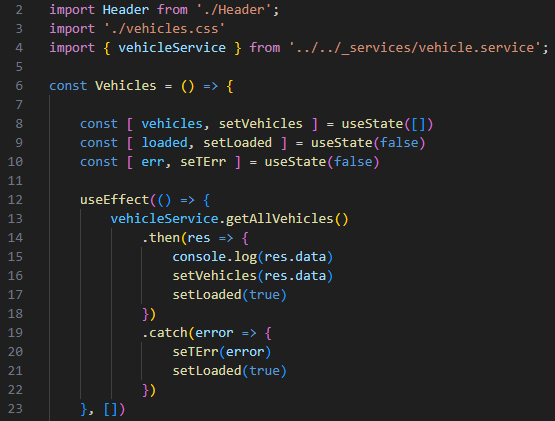 2 import Header from './Header';
3 import './vehicles.css'
4 import { vehicleService } from '../../_services/vehicle.service';
5
6 const Vehicles = () => {
7
8     const [ vehicles, setVehicles ] = useState([])
9     const [ loaded, setLoaded ] = useState(false)
10     const [ err, seTErr ] = useState(false)
11
12     useEffect(() => {
13         vehicleService.getAllVehicles()
14             .then(res => {
15                 console.log(res.data)
16                 setVehicles(res.data)
17                 setLoaded(true)
18             })
19             .catch(error => {
20                 seTErr(error)
21                 setLoaded(true)
22             })
23     }, [])